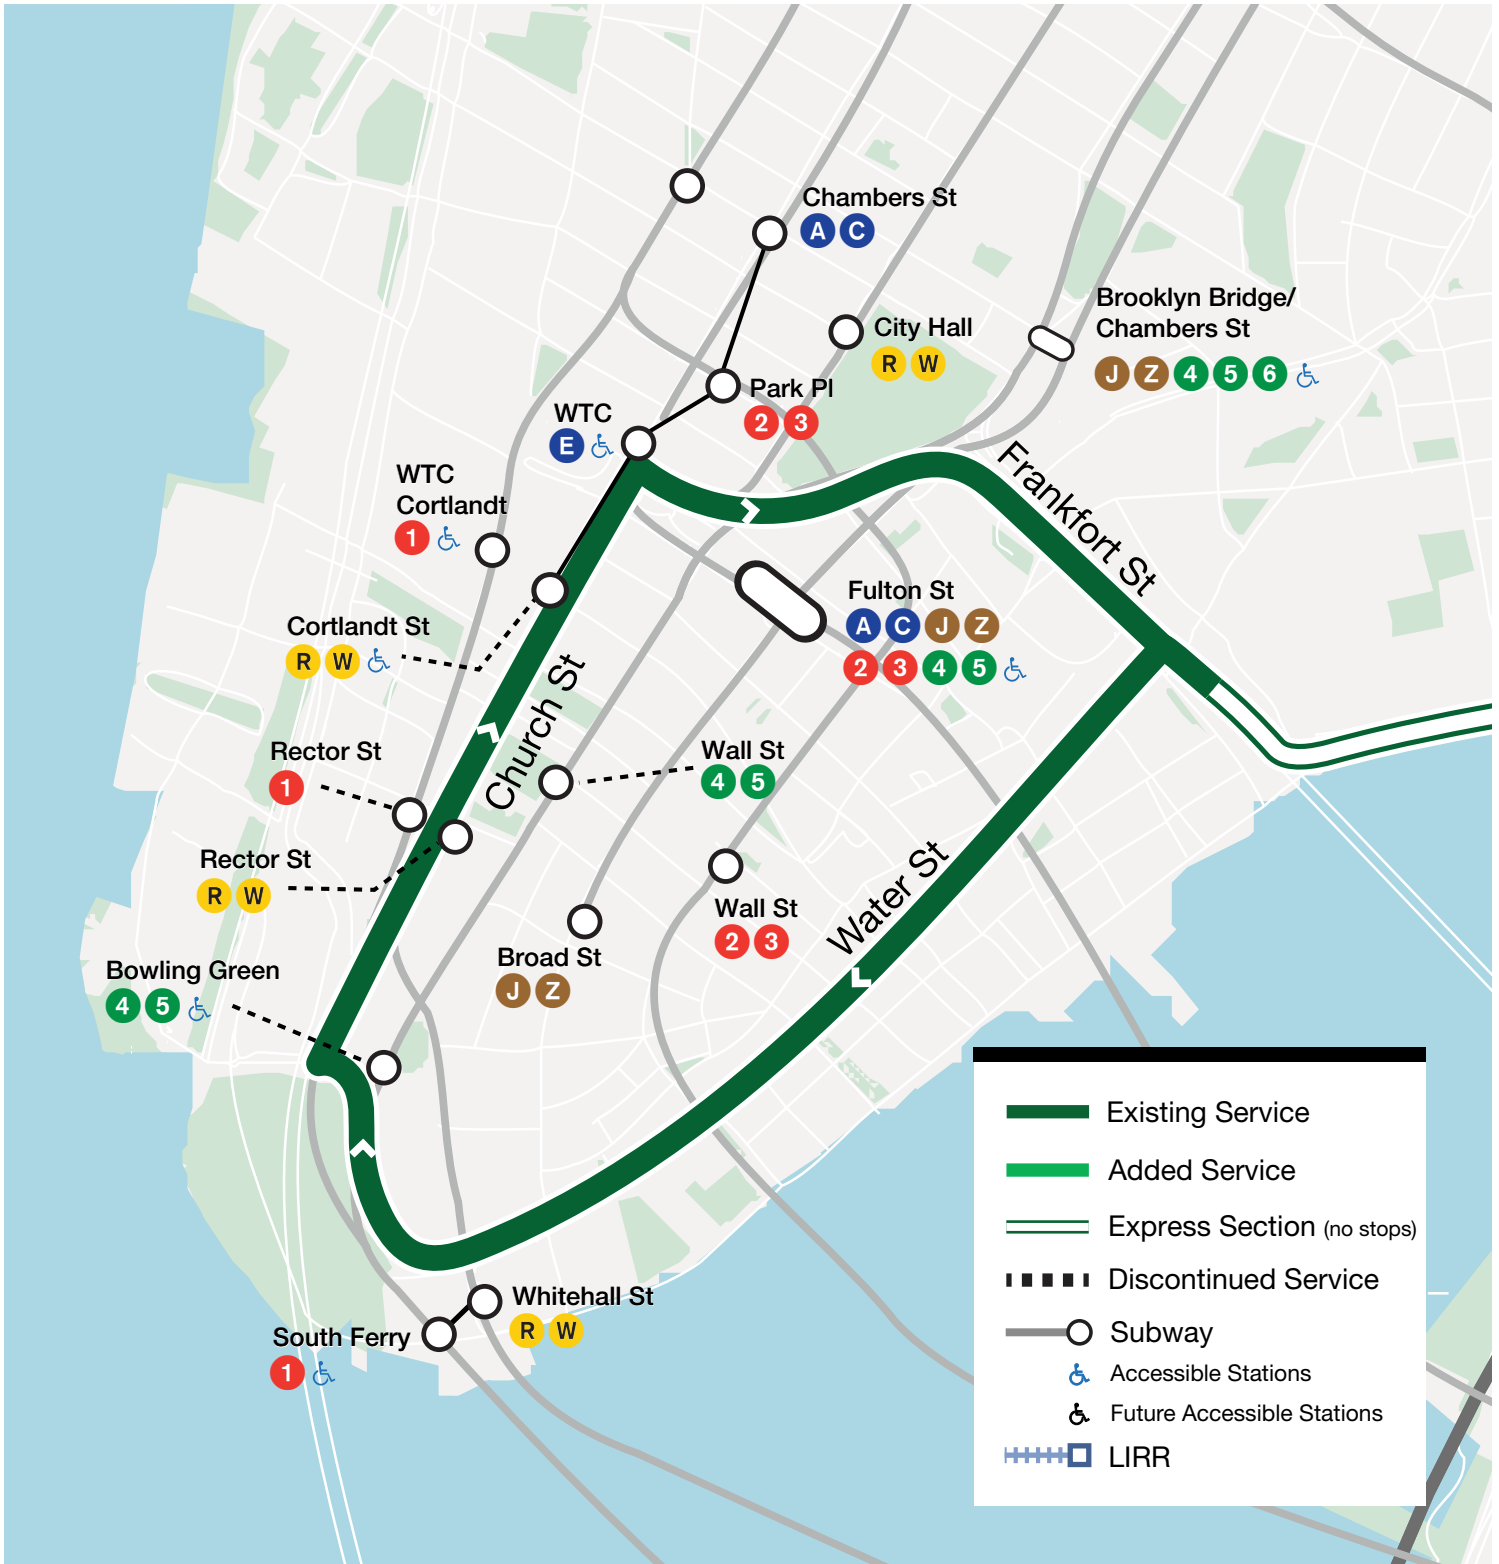 Chambers St
A C
City Hall
R W
Brooklyn Bridge/
Chambers St
J Z 4 5 6
Park Pl
2 3
WTC
E
WTC
Cortlandt
1
Frankfort St
Fulton St
A C J Z
2 3 4 5
Cortlandt St
R W
Church St
Rector St
1
Wall St
4 5
Rector St
R W
Wall St
2 3
Water St
Broad St
J Z
Bowling Green
4 5
Whitehall St
R W
South Ferry
1
Existing Service
Added Service
Express Section (no stops)
Discontinued Service
Subway
Accessible Stations
Future Accessible Stations
LIRR